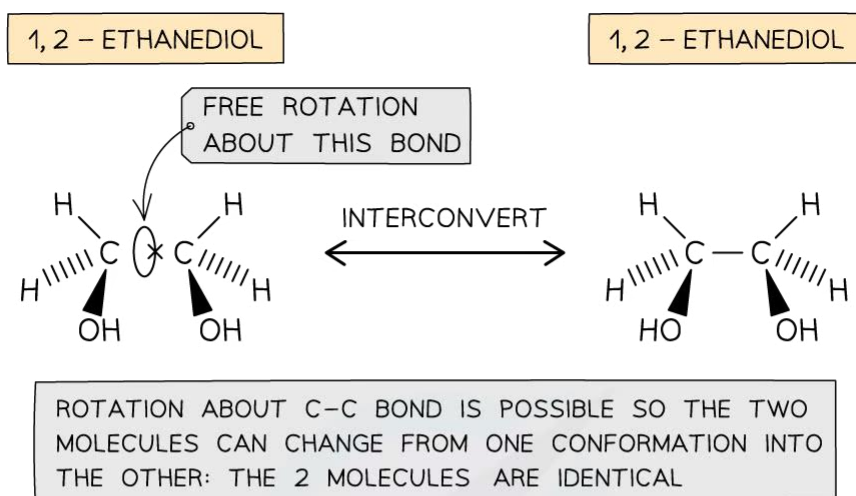 1, 2 – ETHANEDIOL
1, 2 – ETHANEDIOL
FREE ROTATION
ABOUT THIS BOND
INTERCONVERT
H H
C C
H H
OH OH
H H
C – C
H H
HO OH
ROTATION ABOUT C–C BOND IS POSSIBLE SO THE TWO
MOLECULES CAN CHANGE FROM ONE CONFORMATION INTO
THE OTHER: THE 2 MOLECULES ARE IDENTICAL